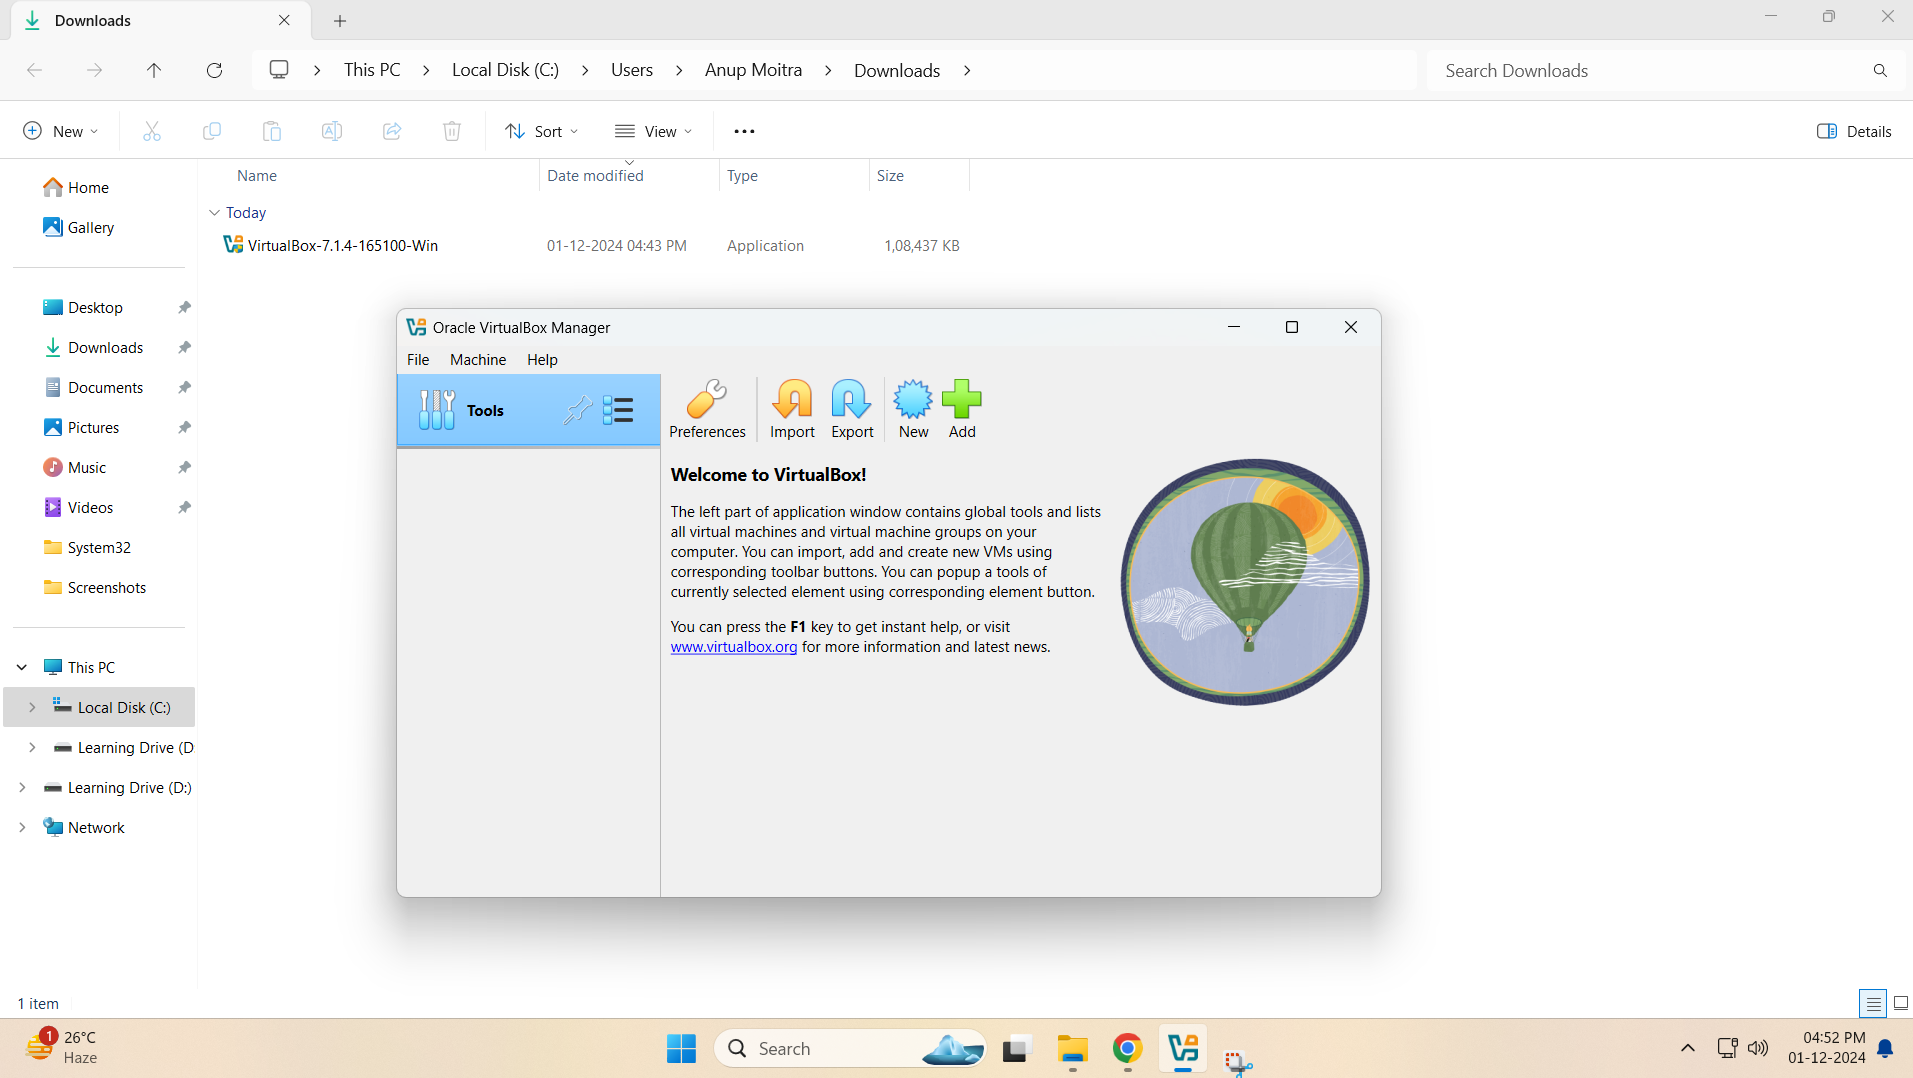 Downloads
This PC
Local Disk (C:)
Users
Anup Moitra
Downloads
Search Downloads
New
Sort
View
Details
Name
Date modified
Type
Size
Home
Gallery
Desktop
Downloads
Documents
Pictures
Music
Videos
System32
Screenshots
This PC
Local Disk (C:)
Learning Drive (D
Learning Drive (D:)
Network
Today
VirtualBox-7.1.4-165100-Win
01-12-2024 04:43 PM
Application
1,08,437 KB
Oracle VirtualBox Manager
File
Machine
Help
Tools
Preferences
Import
Export
New
Add
Welcome to VirtualBox!
The left part of application window contains global tools and lists
all virtual machines and virtual machine groups on your
computer. You can import, add and create new VMs using
corresponding toolbar buttons. You can popup a tools of
currently selected element using corresponding element button.
You can press the F1 key to get instant help, or visit
www.virtualbox.org for more information and latest news.
1 item
1
26°C
Haze
Search
04:52 PM
01-12-2024